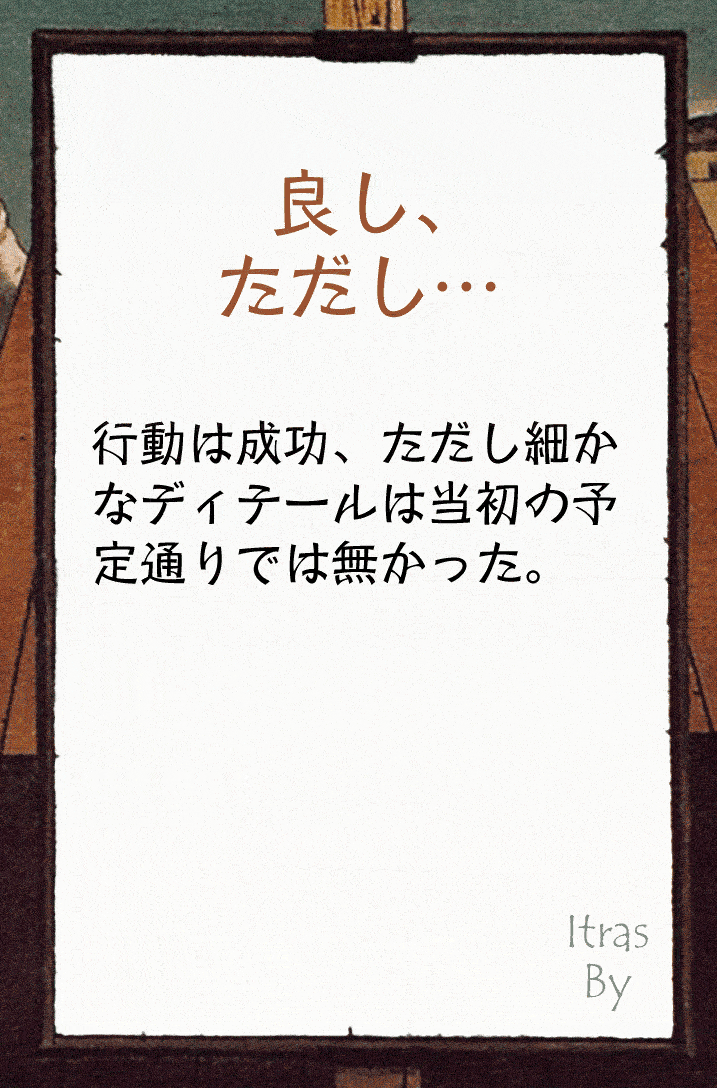 良し、
ただし…
行動は成功、ただし細か
なディテールは当初の予
定通りでは無かった。
Itras
By